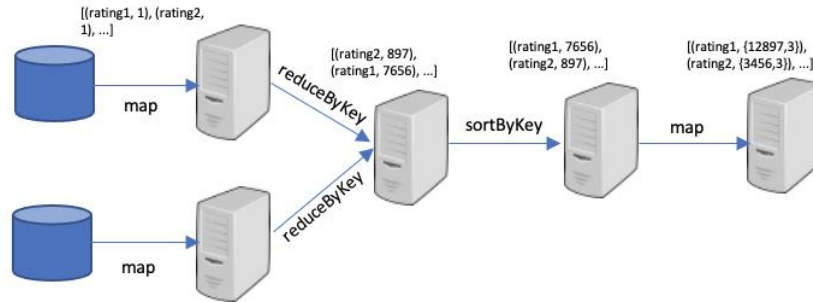 [(rating1, 1), (rating2,
1), ...]
map
reduceByKey
[(rating2, 897),
(rating1, 7656), ...]
sortByKey
[(rating1, 7656),
(rating2, 897), ...]
map
[(rating1, {12897,3}),
(rating2, {3456,3}), ...]
reduceByKey
map